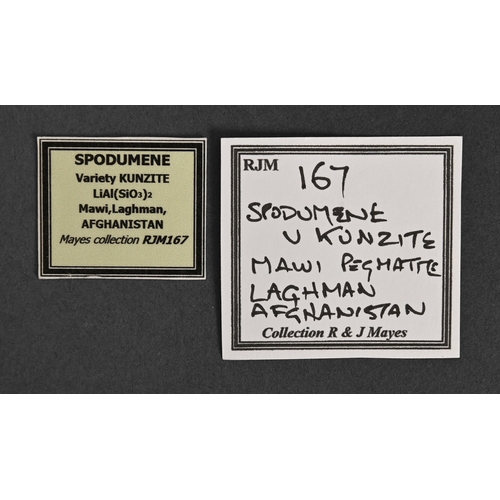 SPODUMENE
Variety KUNZITE
LiAl(SiO₃)₂
Mawi,Laghman,
AFGHANISTAN
Mayes collection RJM167
RJM
167
SPODUMENE
V KUNZITE
MAWI PEGMATITE
LAGHMAN
AFGHANISTAN
Collection R & J Mayes